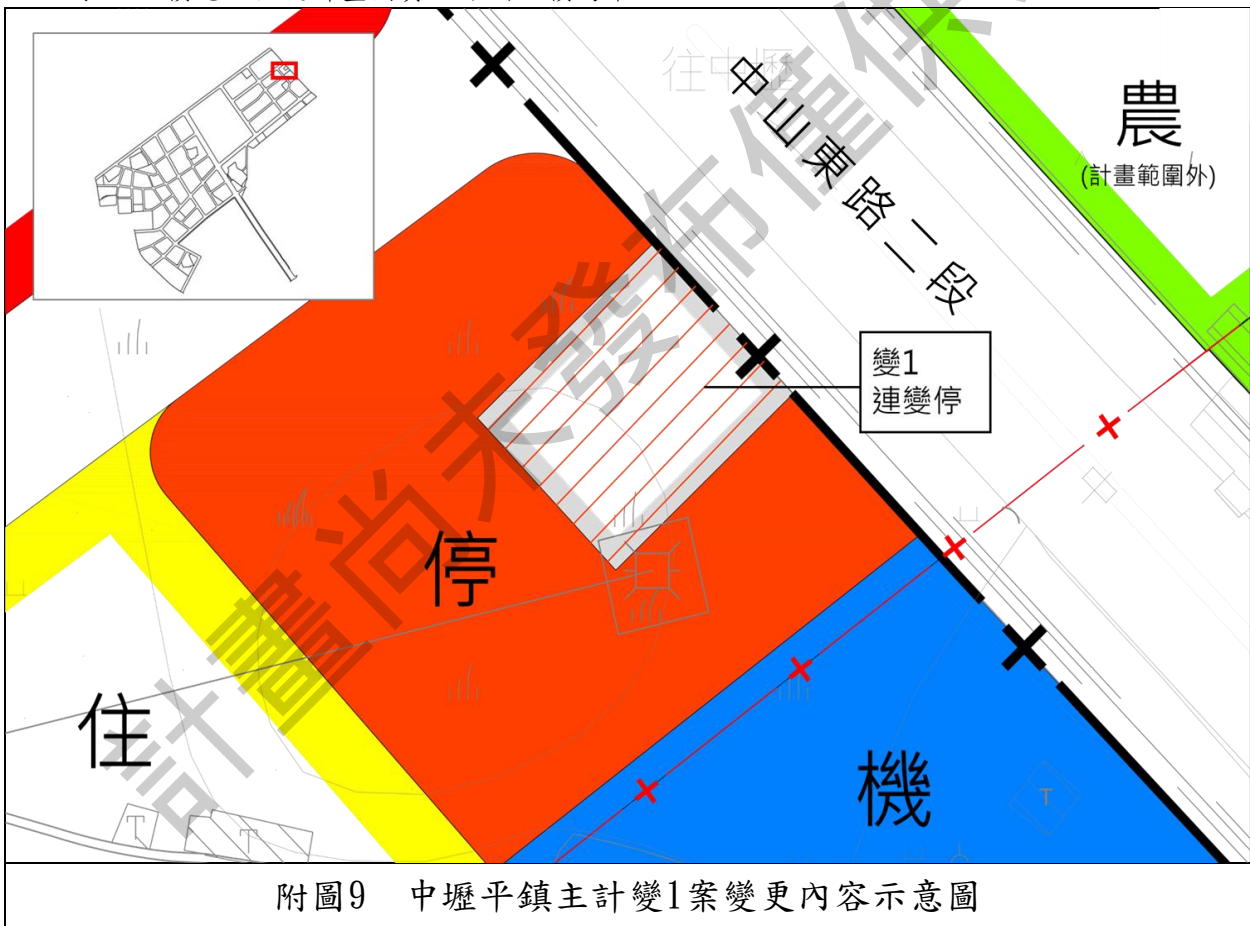 往中壢
中山東路二段
農
(計畫範圍外)
變1
連變停
停
住
機
T
T
T
計畫尚未發布僅供
附圖9 中壢平鎮主計變1案變更內容示意圖